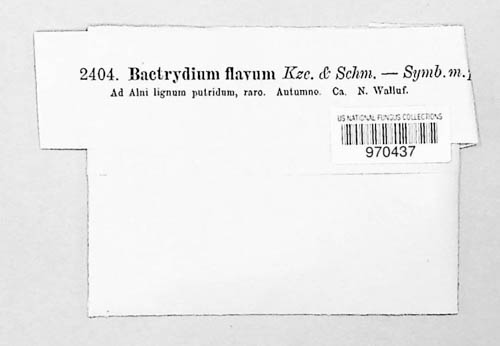 2404. Bactrydium flavum Kze. & Schm. — Symb. m.
Ad Alni lignum putridum, raro. Autumno. Ca. N. Walluf.
US NATIONAL FUNGUS COLLECTIONS
970437